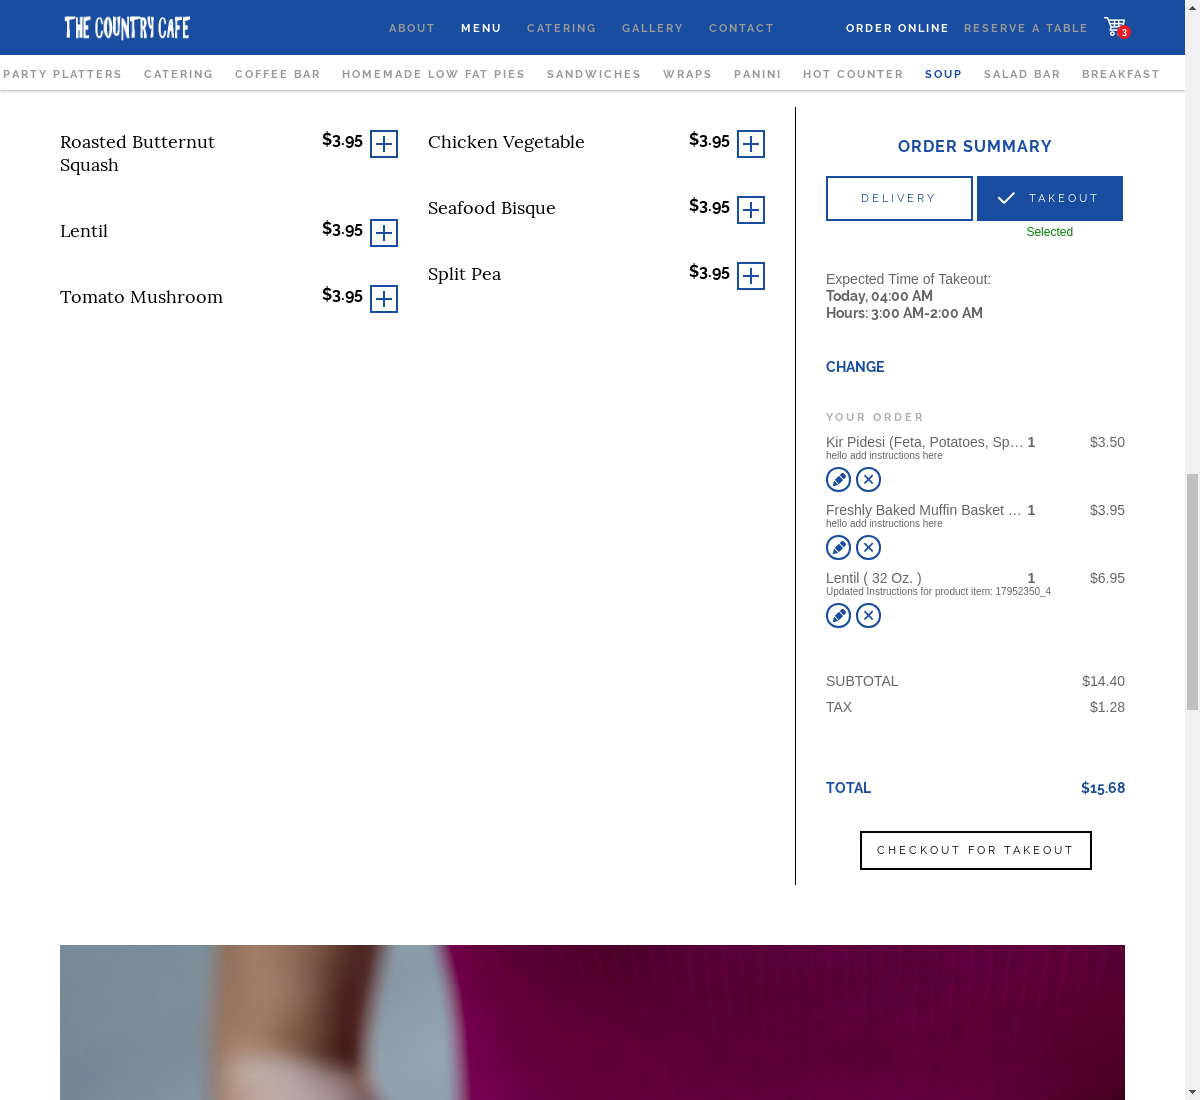 THE COUNTRY CAFE
ABOUT MENU CATERING GALLERY CONTACT ORDER ONLINE RESERVE A TABLE 3
PARTY PLATTERS CATERING COFFEE BAR HOMEMADE LOW FAT PIES SANDWICHES WRAPS PANINI HOT COUNTER SOUP SALAD BAR BREAKFAST
Roasted Butternut
Squash
$3.95
Lentil $3.95
Tomato Mushroom $3.95
Chicken Vegetable $3.95
Seafood Bisque $3.95
Split Pea $3.95
ORDER SUMMARY
DELIVERY TAKEOUT
Selected
Expected Time of Takeout:
Today, 04:00 AM
Hours: 3:00 AM-2:00 AM
CHANGE
YOUR ORDER
Kir Pidesi (Feta, Potatoes, Sp… 1 $3.50
hello add instructions here
Freshly Baked Muffin Basket … 1 $3.95
hello add instructions here
Lentil ( 32 Oz. ) 1 $6.95
Updated Instructions for product item: 17952350_4
SUBTOTAL $14.40
TAX $1.28
TOTAL $15.68
CHECKOUT FOR TAKEOUT